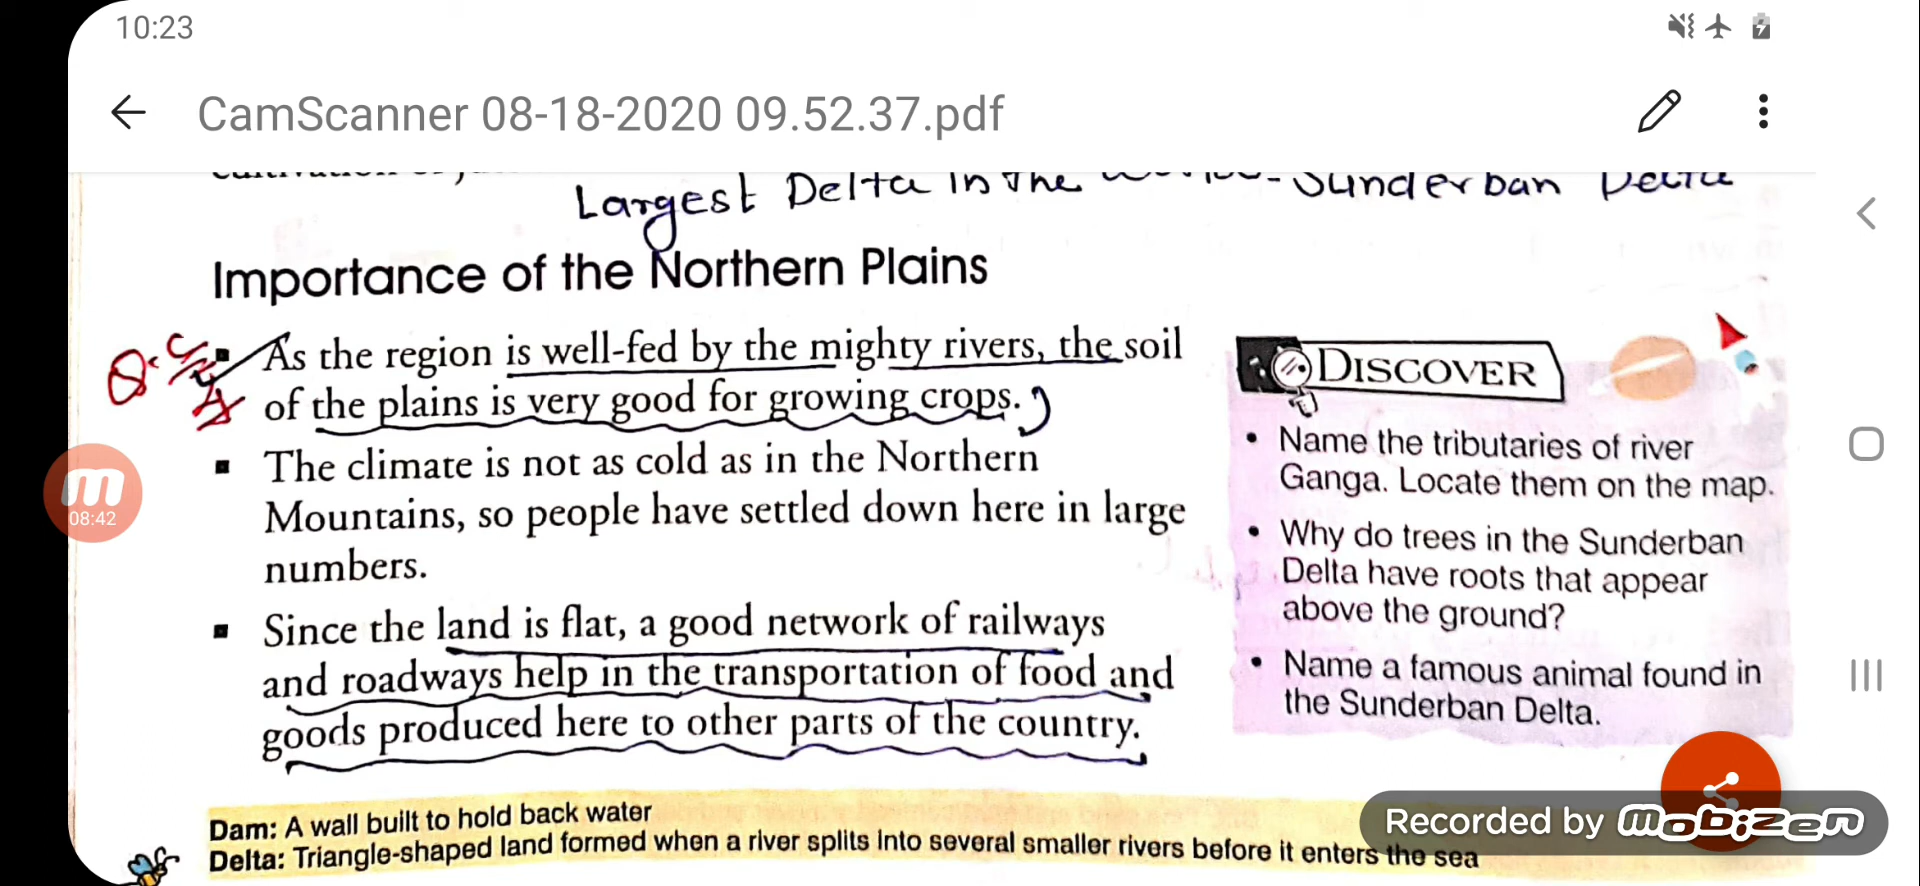 10:23
CamScanner 08-18-2020 09.52.37.pdf
Largest Delta in the - Sunderban Delta
Importance of the Northern Plains
As the region is well-fed by the mighty rivers, the soil
of the plains is very good for growing crops.
The climate is not as cold as in the Northern
Mountains, so people have settled down here in large
numbers.
Since the land is flat, a good network of railways
and roadways help in the transportation of food and
goods produced here to other parts of the country.
DISCOVER
• Name the tributaries of river
Ganga. Locate them on the map.
• Why do trees in the Sunderban
Delta have roots that appear
above the ground?
• Name a famous animal found in
the Sunderban Delta.
Dam: A wall built to hold back water
Delta: Triangle-shaped land formed when a river splits into several smaller rivers before it enters the sea
08:42
Recorded by mobizen